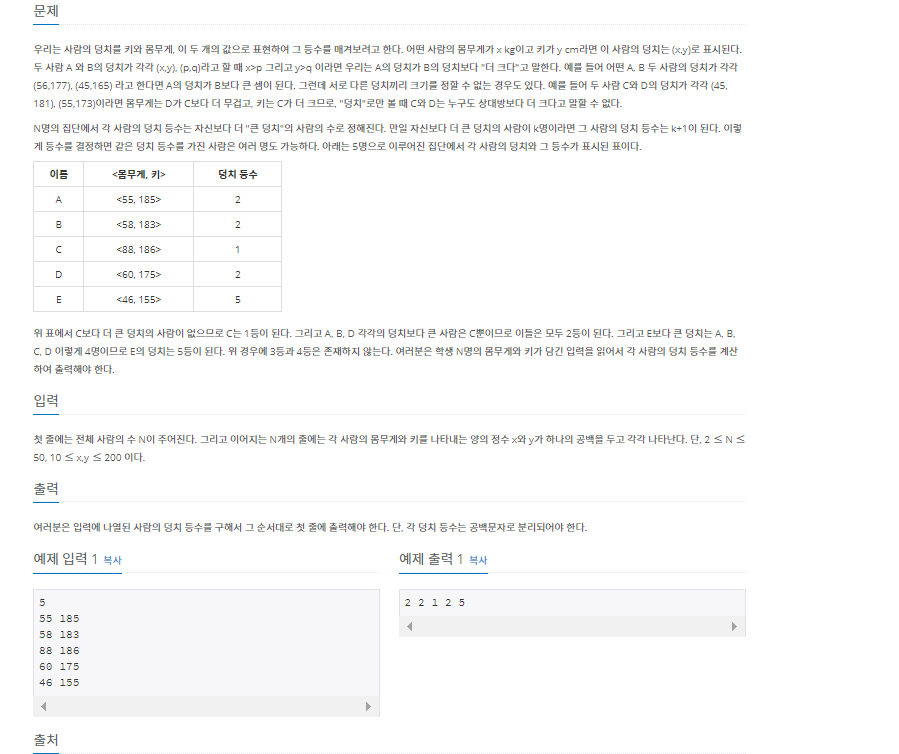 문제
우리는 사람의 덩치를 키와 몸무게, 이 두 개의 값으로 표현하여 그 등수를 매겨보려고 한다. 어떤 사람의 몸무게가 x kg이고 키가 y cm라면 이 사람의 덩치는 (x,y)로 표시된다.
두 사람 A 와 B의 덩치가 각각 (x,y), (p,q)라고 할 때 x>p 그리고 y>q 이라면 우리는 A의 덩치가 B의 덩치보다 "더 크다"고 말한다. 예를 들어 어떤 A, B 두 사람의 덩치가 각각
(56,177), (45,165) 라고 한다면 A의 덩치가 B보다 큰 셈이 된다. 그런데 서로 다른 덩치끼리 크기를 정할 수 없는 경우도 있다. 예를 들어 두 사람 C와 D의 덩치가 각각 (45,
181), (55,173)이라면 몸무게는 D가 C보다 더 무겁고, 키는 C가 더 크므로, "덩치"로만 볼 때 C와 D는 누구도 상대방보다 더 크다고 말할 수 없다.
N명의 집단에서 각 사람의 덩치 등수는 자신보다 더 "큰 덩치"의 사람의 수로 정해진다. 만일 자신보다 더 큰 덩치의 사람이 k명이라면 그 사람의 덩치 등수는 k+1이 된다. 이렇
게 등수를 결정하면 같은 덩치 등수를 가진 사람은 여러 명도 가능하다. 아래는 5명으로 이루어진 집단에서 각 사람의 덩치와 그 등수가 표시된 표이다.
이름 <몸무게, 키> 덩치 등수
A <55, 185> 2
B <58, 183> 2
C <88, 186> 1
D <60, 175> 2
E <46, 155> 5
위 표에서 C보다 더 큰 덩치의 사람이 없으므로 C는 1등이 된다. 그리고 A, B, D 각각의 덩치보다 큰 사람은 C뿐이므로 이들은 모두 2등이 된다. 그리고 E보다 큰 덩치는 A, B,
C, D 이렇게 4명이므로 E의 덩치는 5등이 된다. 위 경우에 3등과 4등은 존재하지 않는다. 여러분은 학생 N명의 몸무게와 키가 담긴 입력을 읽어서 각 사람의 덩치 등수를 계산
하여 출력해야 한다.
입력
첫 줄에는 전체 사람의 수 N이 주어진다. 그리고 이어지는 N개의 줄에는 각 사람의 몸무게와 키를 나타내는 양의 정수 x와 y가 하나의 공백을 두고 각각 나타난다. 단, 2 ≤ N ≤
50, 10 ≤ x,y ≤ 200 이다.
출력
여러분은 입력에 나열된 사람의 덩치 등수를 구해서 그 순서대로 첫 줄에 출력해야 한다. 단, 각 덩치 등수는 공백문자로 분리되어야 한다.
예제 입력 1 복사
5
55 185
58 183
88 186
60 175
46 155
예제 출력 1 복사
2 2 1 2 5
출처